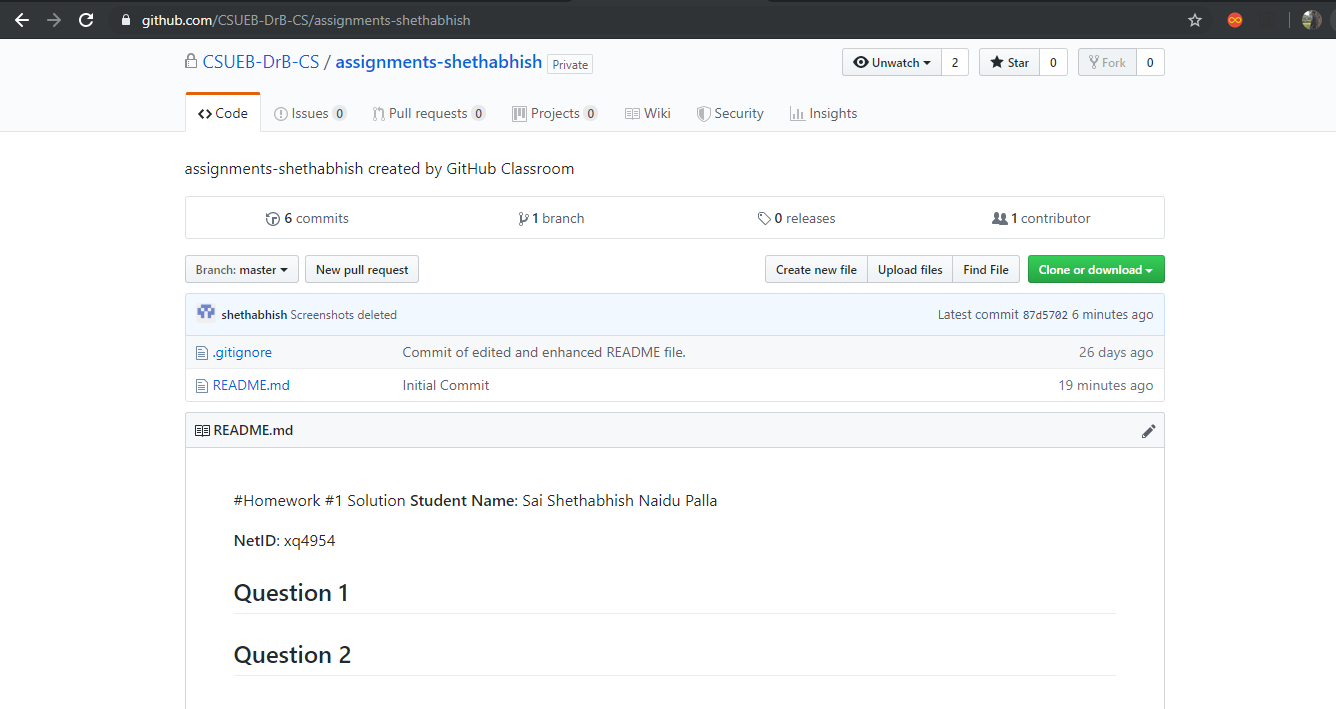 github.com/CSUEB-DrB-CS/assignments-shethabhish
CSUEB-DrB-CS / assignments-shethabhish Private
Unwatch 2 Star 0 Fork 0
Code Issues 0 Pull requests 0 Projects 0 Wiki Security Insights
assignments-shethabhish created by GitHub Classroom
6 commits 1 branch 0 releases 1 contributor
Branch: master New pull request Create new file Upload files Find File Clone or download
shethabhish Screenshots deleted Latest commit 87d5702 6 minutes ago
.gitignore Commit of edited and enhanced README file. 26 days ago
README.md Initial Commit 19 minutes ago
README.md
#Homework #1 Solution Student Name: Sai Shethabhish Naidu Palla
NetID: xq4954
Question 1
Question 2